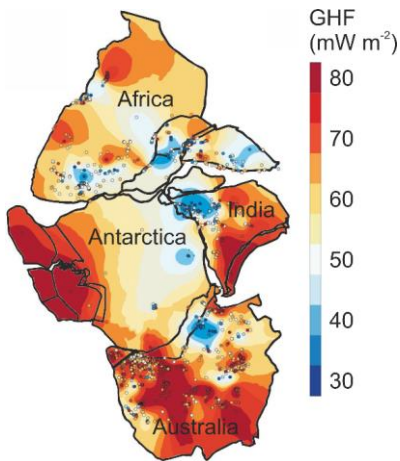 GHF
(mW m⁻²)
80
70
60
50
40
30
Africa
India
Antarctica
Australia